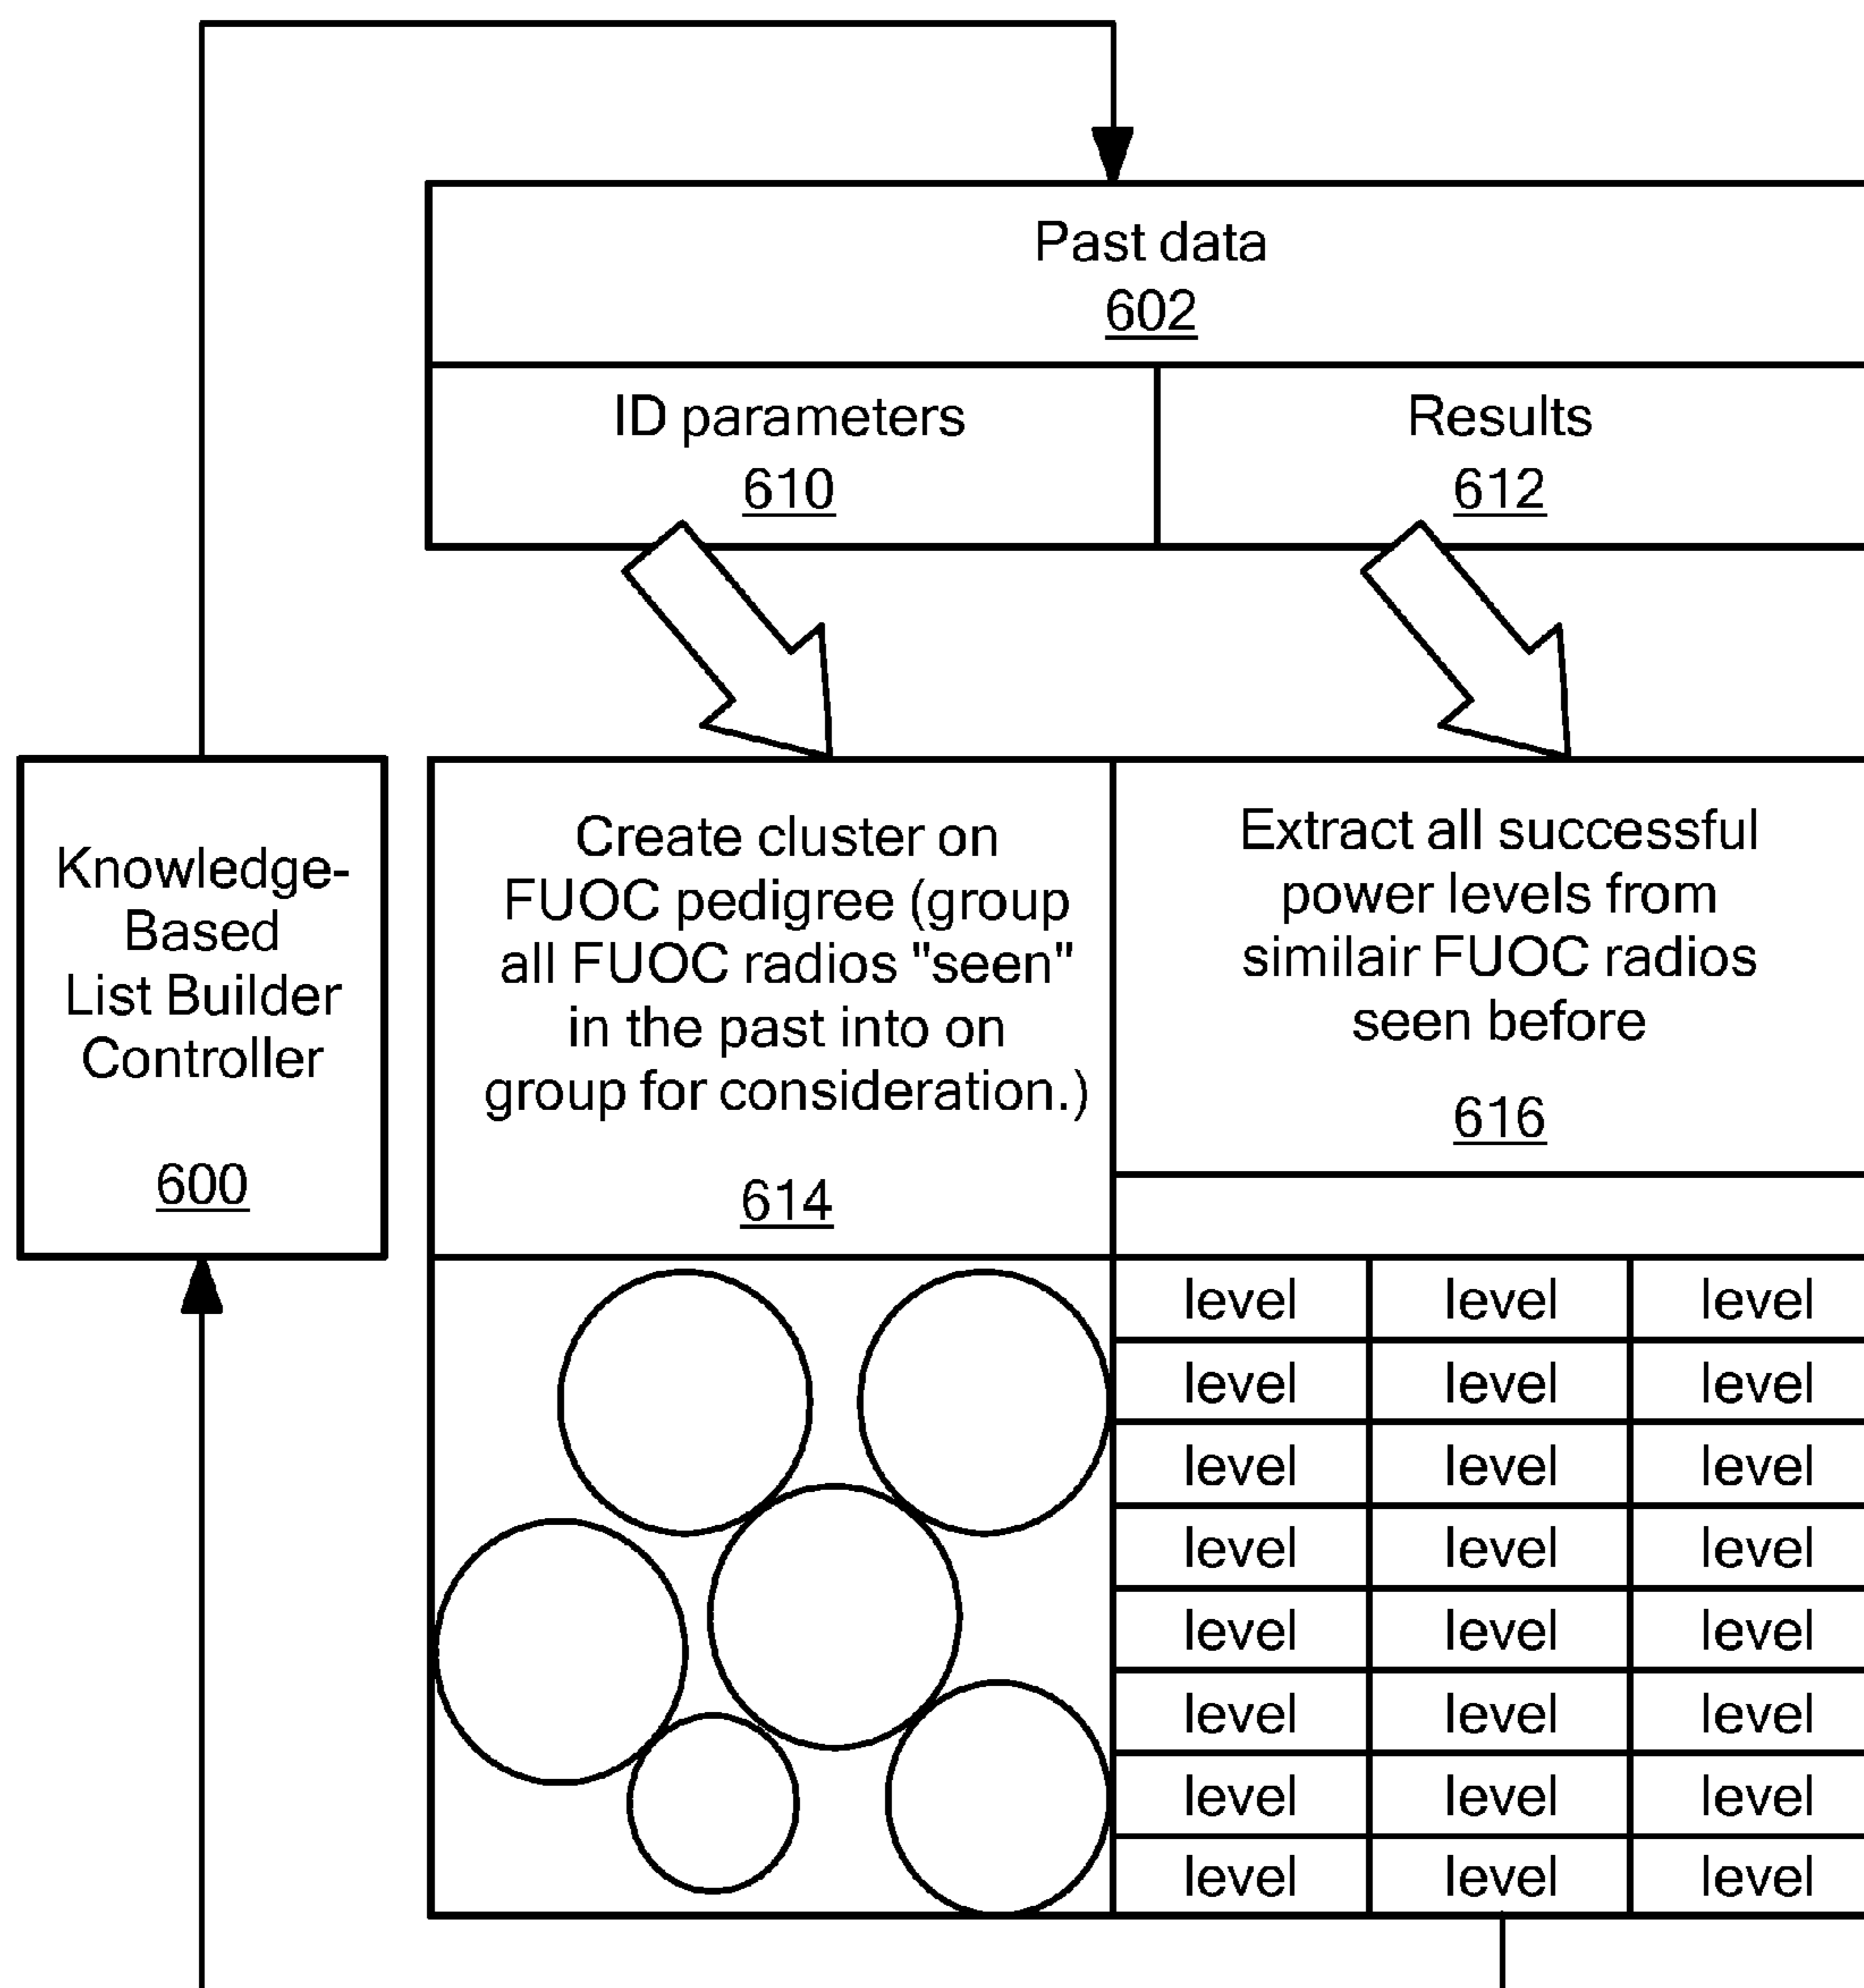 Past data
602
ID parameters
610
Results
612
Knowledge-
Based
List Builder
Controller
600
Create cluster on
FUOC pedigree (group
all FUOC radios "seen"
in the past into on
group for consideration.)
614
Extract all successful
power levels from
similair FUOC radios
seen before
616
level level level
level level level
level level level
level level level
level level level
level level level
level level level
level level level